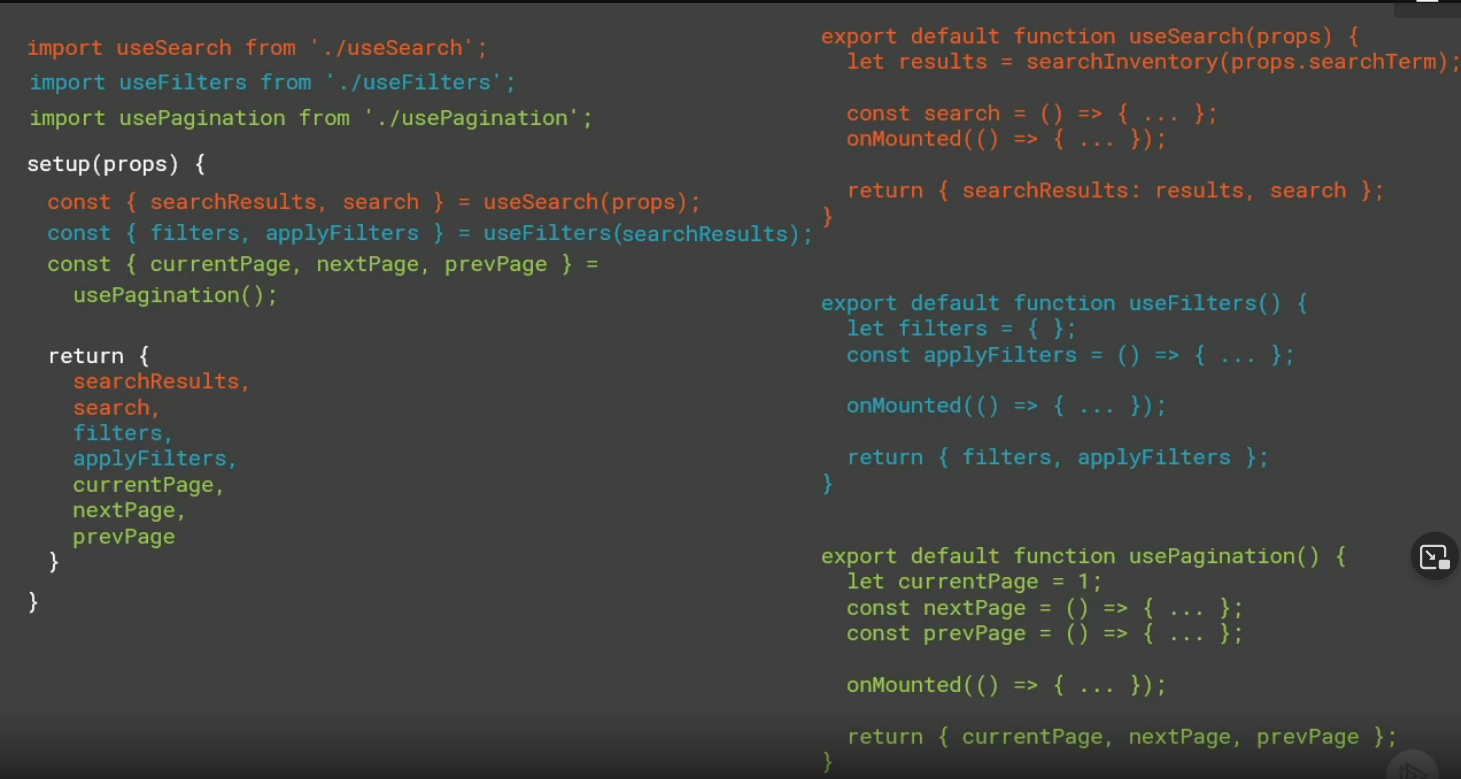 import useSearch from './useSearch';
import useFilters from './useFilters';
import usePagination from './usePagination';
setup(props) {
const { searchResults, search } = useSearch(props);
const { filters, applyFilters } = useFilters(searchResults);
const { currentPage, nextPage, prevPage } =
usePagination();
return {
searchResults,
search,
filters,
applyFilters,
currentPage,
nextPage,
prevPage
}
}
export default function useSearch(props) {
let results = searchInventory(props.searchTerm);
const search = () => { ... };
onMounted(() => { ... });
return { searchResults: results, search };
}
export default function useFilters() {
let filters = { };
const applyFilters = () => { ... };
onMounted(() => { ... });
return { filters, applyFilters };
}
export default function usePagination() {
let currentPage = 1;
const nextPage = () => { ... };
const prevPage = () => { ... };
onMounted(() => { ... });
return { currentPage, nextPage, prevPage };
}